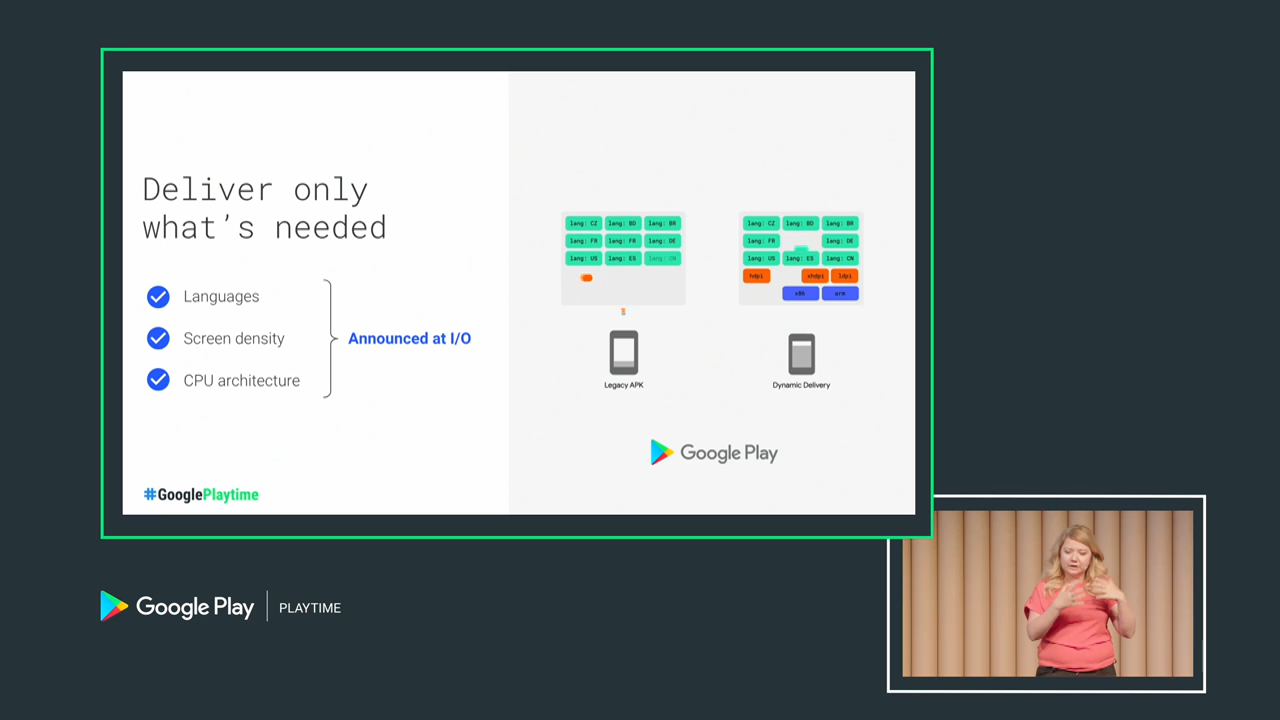 Deliver only
what's needed
Languages
Screen density
CPU architecture
Announced at I/O
#GooglePlaytime
lang: CZ lang: BD lang: BR
lang: FR lang: FR lang: DE
lang: US lang: ES lang: CN
Legacy APK
lang: CZ lang: BD lang: BR
lang: FR lang: DE
lang: US lang: ES lang: CN
hdpi xhdpi ldpi
x86 arm
Dynamic Delivery
Google Play
Google Play PLAYTIME